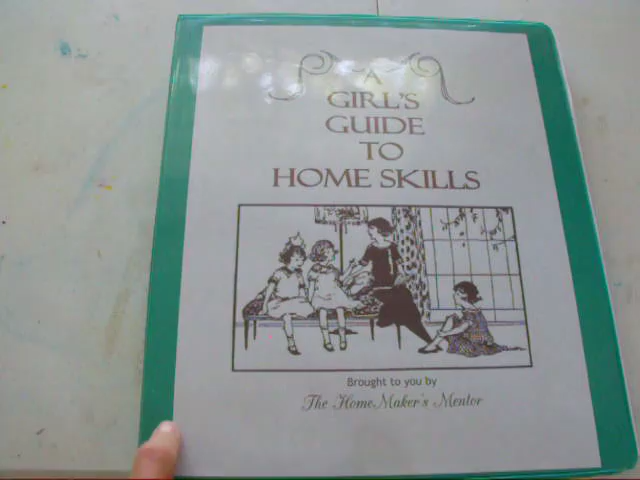 A
GIRL'S
GUIDE
TO
HOME SKILLS
Brought to you by
The HomeMaker's Mentor